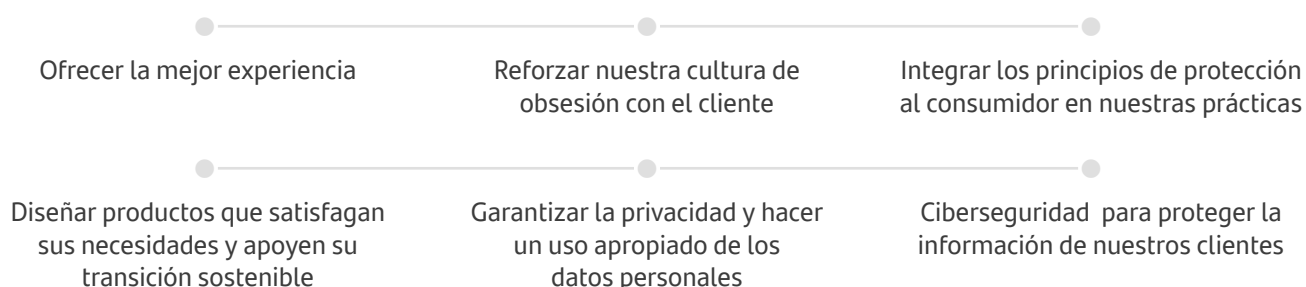 Ofrecer la mejor experiencia
Reforzar nuestra cultura de
obsesión con el cliente
Integrar los principios de protección
al consumidor en nuestras prácticas
Diseñar productos que satisfagan
sus necesidades y apoyen su
transición sostenible
Garantizar la privacidad y hacer
un uso apropiado de los
datos personales
Ciberseguridad para proteger la
información de nuestros clientes